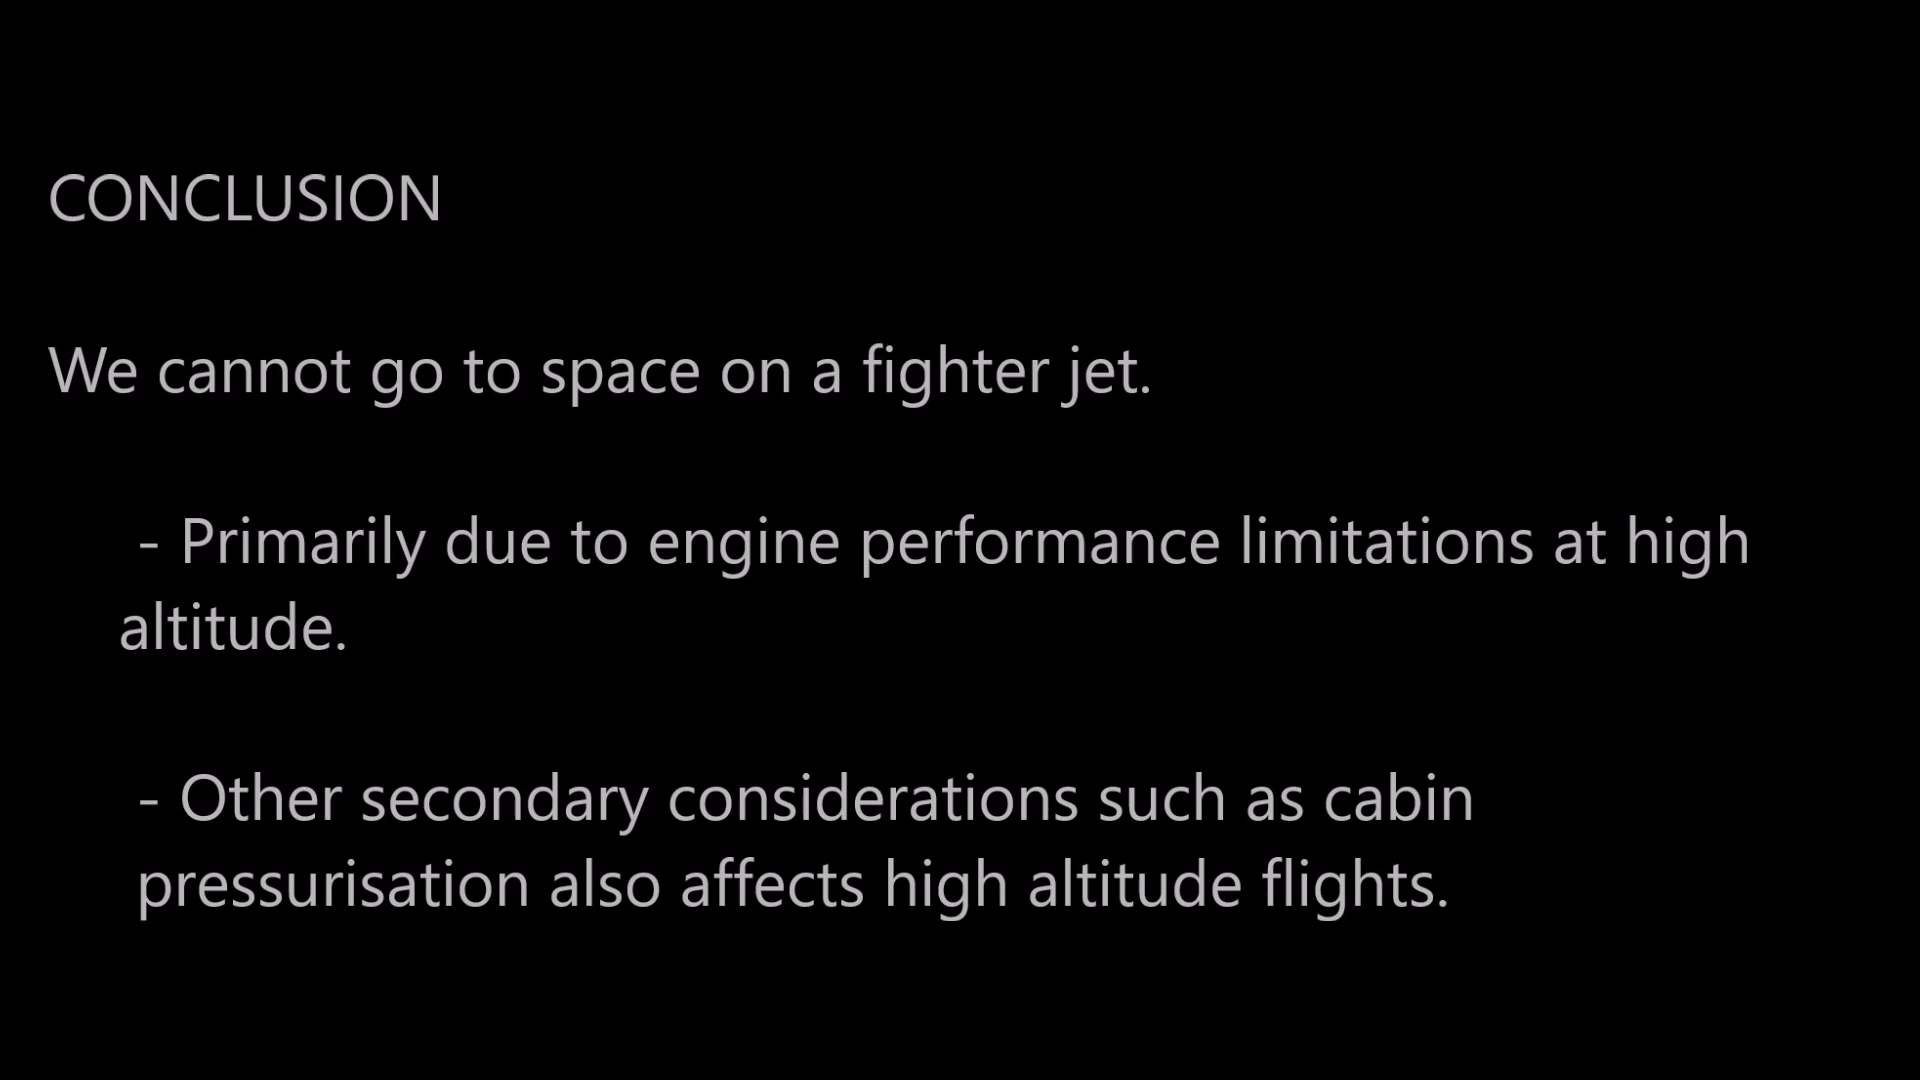 CONCLUSION
We cannot go to space on a fighter jet.
- Primarily due to engine performance limitations at high
altitude.
- Other secondary considerations such as cabin
pressurisation also affects high altitude flights.